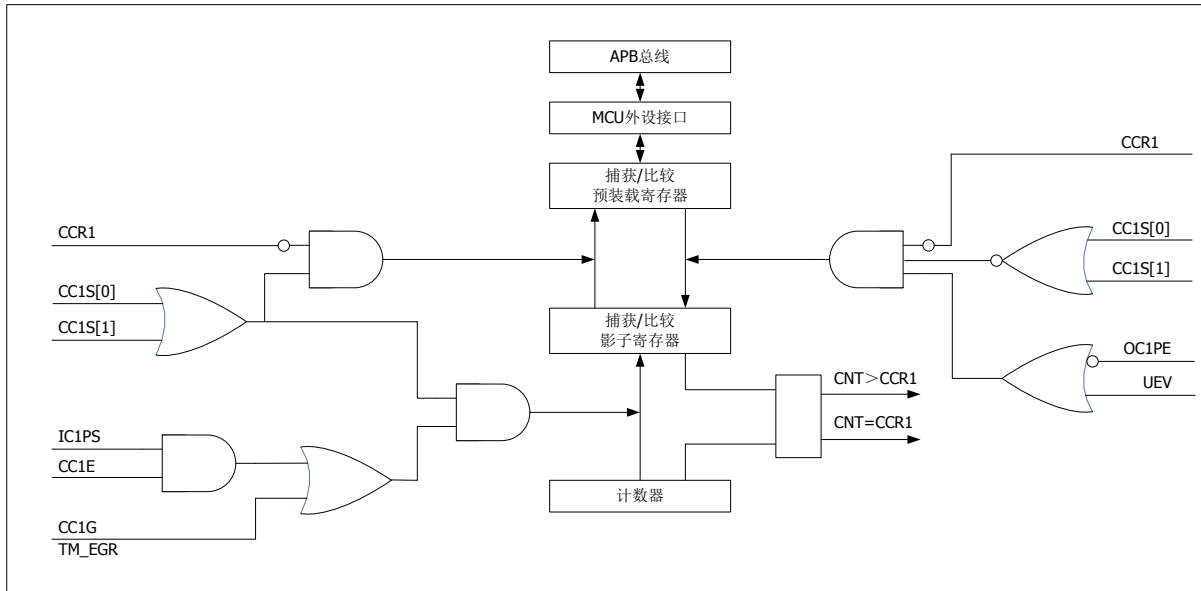 APB总线
MCU外设接口
捕获/比较
预装载寄存器
CCR1
CC1S[0]
CC1S[1]
IC1PS
CC1E
CC1G
TM_EGR
捕获/比较
影子寄存器
计数器
CNT＞CCR1
CNT=CCR1
CCR1
CC1S[0]
CC1S[1]
OC1PE
UEV